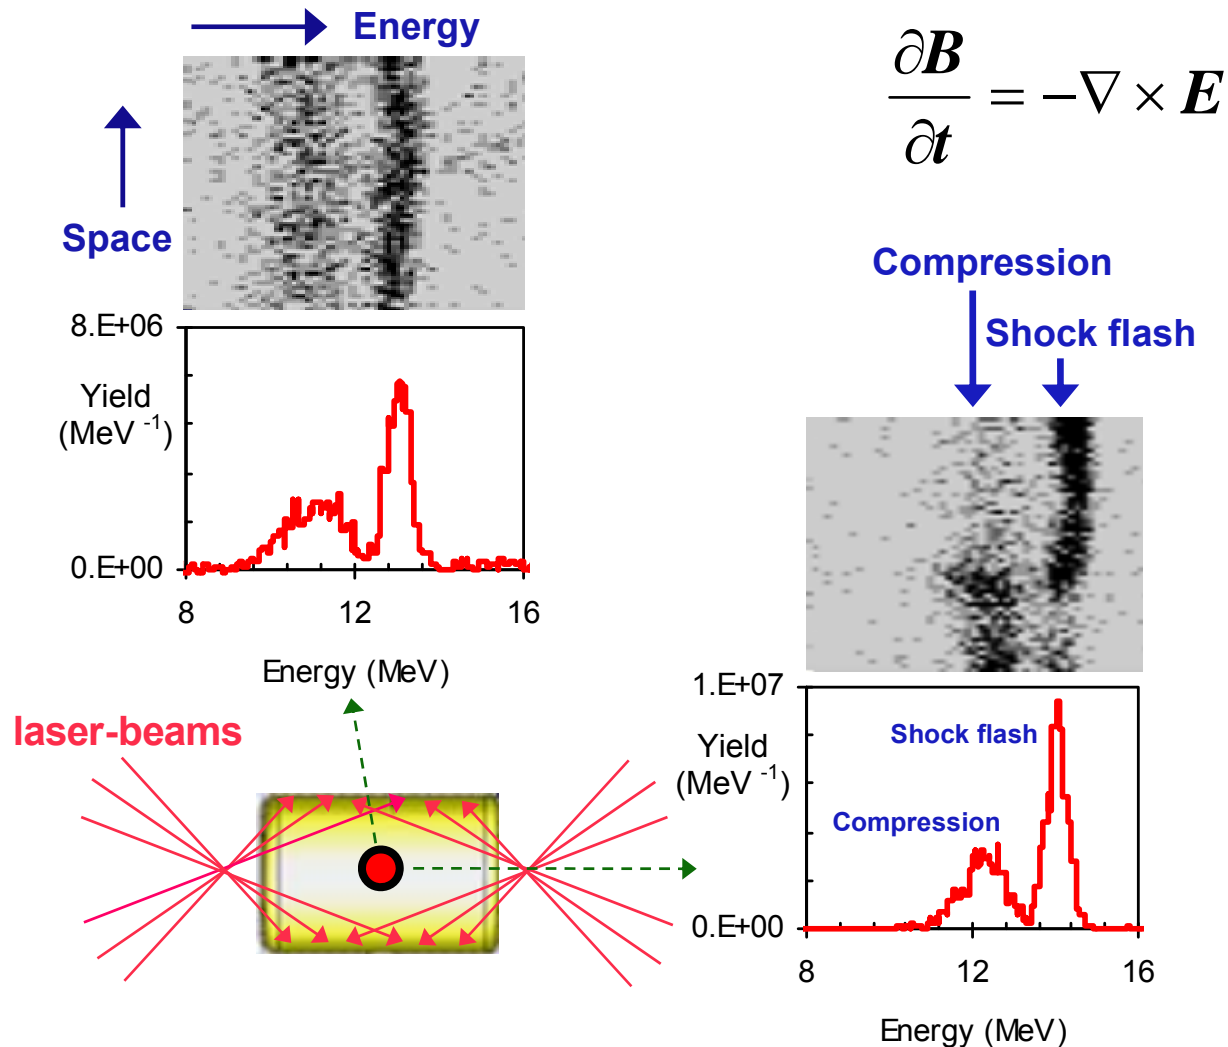 Energy
Space
8.E+06
Yield
(MeV -1)
0.E+00
8 12 16
Energy (MeV)
∂B/∂t = −∇ × E
Compression
Shock flash
laser-beams
1.E+07
Yield
(MeV -1)
Shock flash
Compression
0.E+00
8 12 16
Energy (MeV)